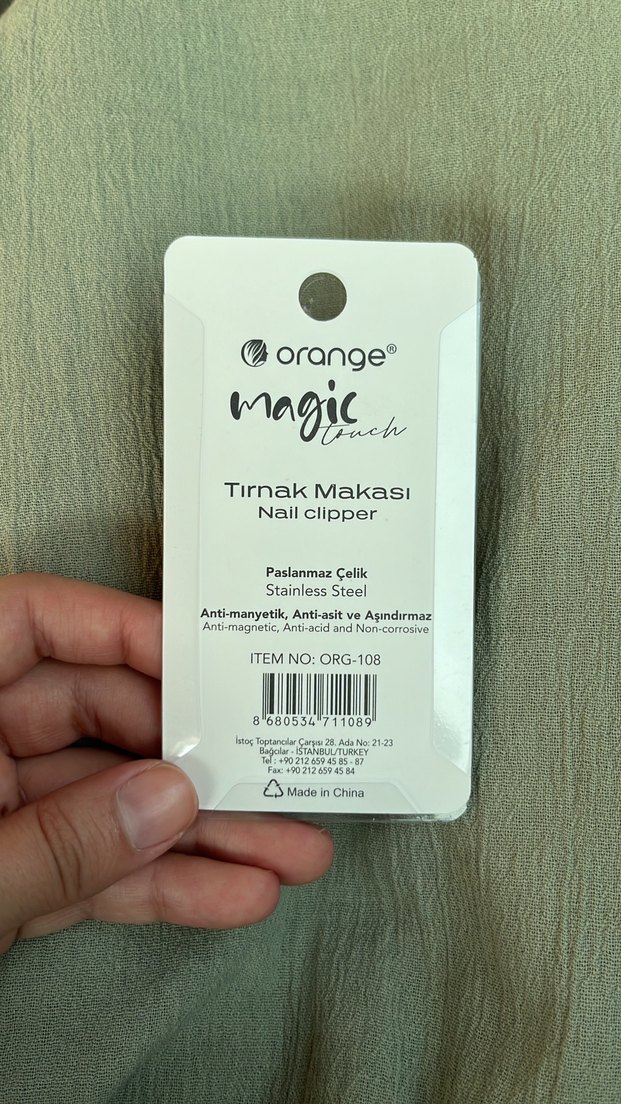 orange®
magic
touch
Tırnak Makası
Nail clipper
Paslanmaz Çelik
Stainless Steel
Anti-manyetik, Anti-asit ve Aşındırmaz
Anti-magnetic, Anti-acid and Non-corrosive
ITEM NO: ORG-108
8 680534 711089
İstoç Toptancılar Çarşısı 28. Ada No: 21-23
Bağcılar - İSTANBUL/TURKEY
Tel : +90 212 659 45 85 - 87
Fax: +90 212 659 45 84
Made in China